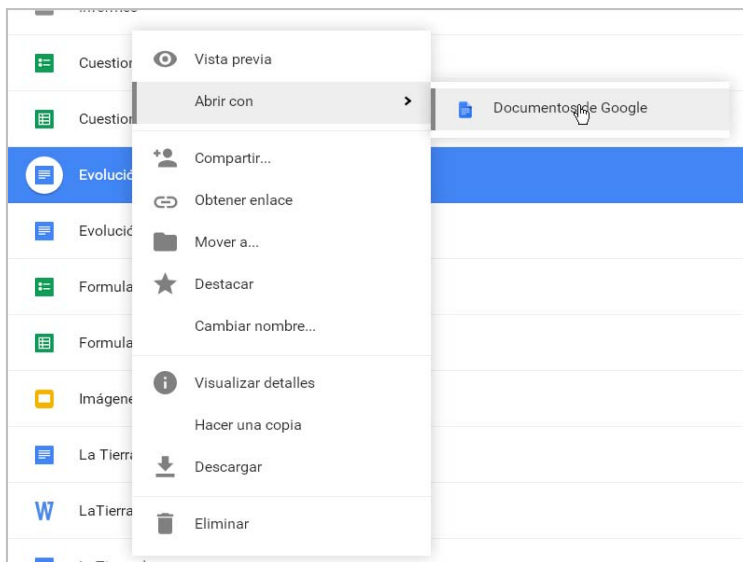 Vista previa
Cuestion
Abrir con
Documentos de Google
Cuestion
Compartir...
Evolució
Obtener enlace
Evolució
Mover a...
Formula
Destacar
Cambiar nombre...
Formula
Visualizar detalles
Imágene
Hacer una copia
La Tierra
Descargar
LaTierra
Eliminar